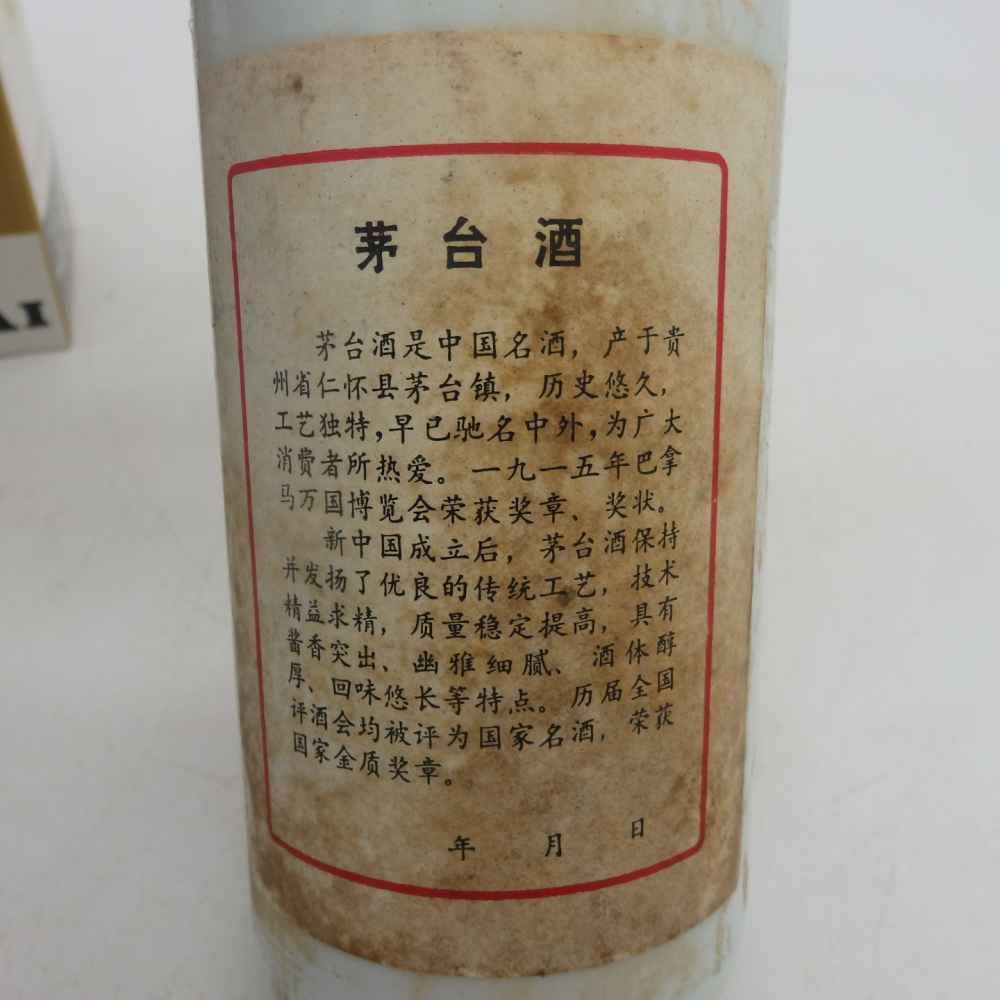 茅台酒
茅台酒是中国名酒，产于贵
州省仁怀县茅台镇，历史悠久，
工艺独特，早已驰名中外，为广大
消费者所热爱。一九一五年巴拿
马万国博览会荣获奖章、奖状。
新中国成立后，茅台酒保持
并发扬了优良的传统工艺，技术
精益求精，质量稳定提高，具有
酱香突出、幽雅细腻、酒体醇
厚、回味悠长等特点。历届全国
评酒会均被评为国家名酒，荣获
国家金质奖章。
年 月 日
AI